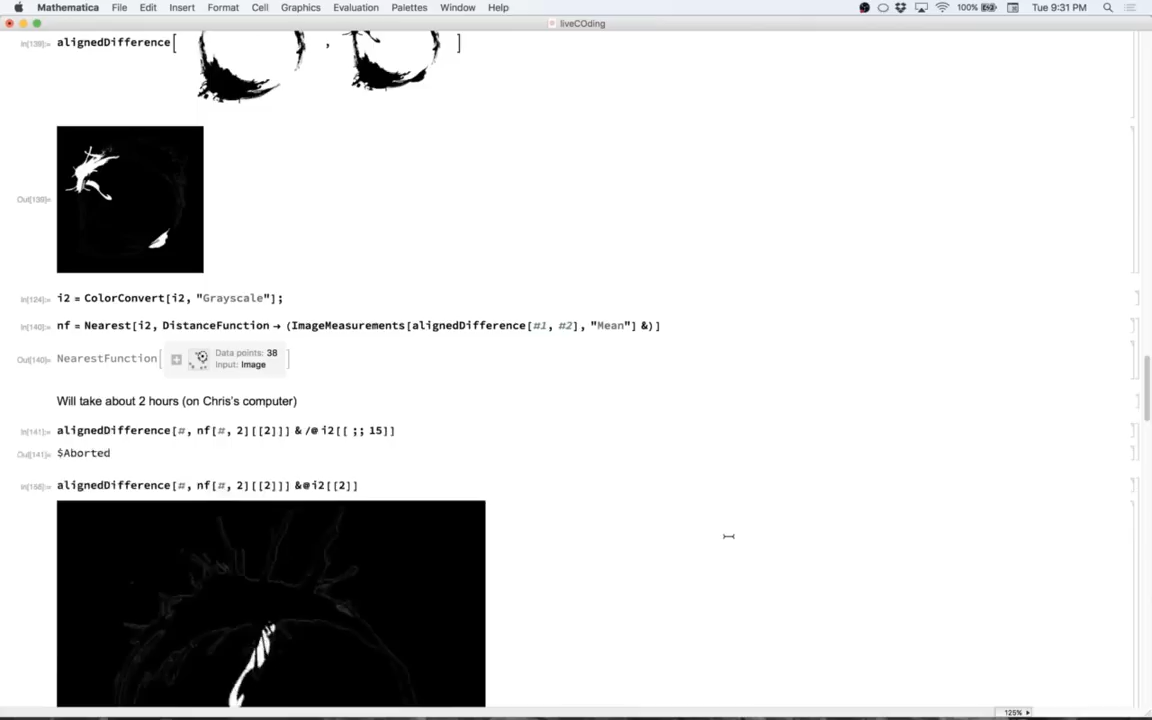 Mathematica File Edit Insert Format Cell Graphics Evaluation Palettes Window Help 100% Tue 9:31 PM
liveCOding
In[139]:= alignedDifference[ , ]
Out[139]=
In[124]:= i2 = ColorConvert[i2, "Grayscale"];
In[140]:= nf = Nearest[i2, DistanceFunction → (ImageMeasurements[alignedDifference[#1, #2], "Mean"] &)]
Out[140]= NearestFunction[ Data points: 38 ]
Input: Image
Will take about 2 hours (on Chris's computer)
In[141]:= alignedDifference[#, nf[#, 2][[2]]] & /@ i2[[ ;; 15]]
Out[141]= $Aborted
alignedDifference[#, nf[#, 2][[2]]] &@ i2[[2]]
125%